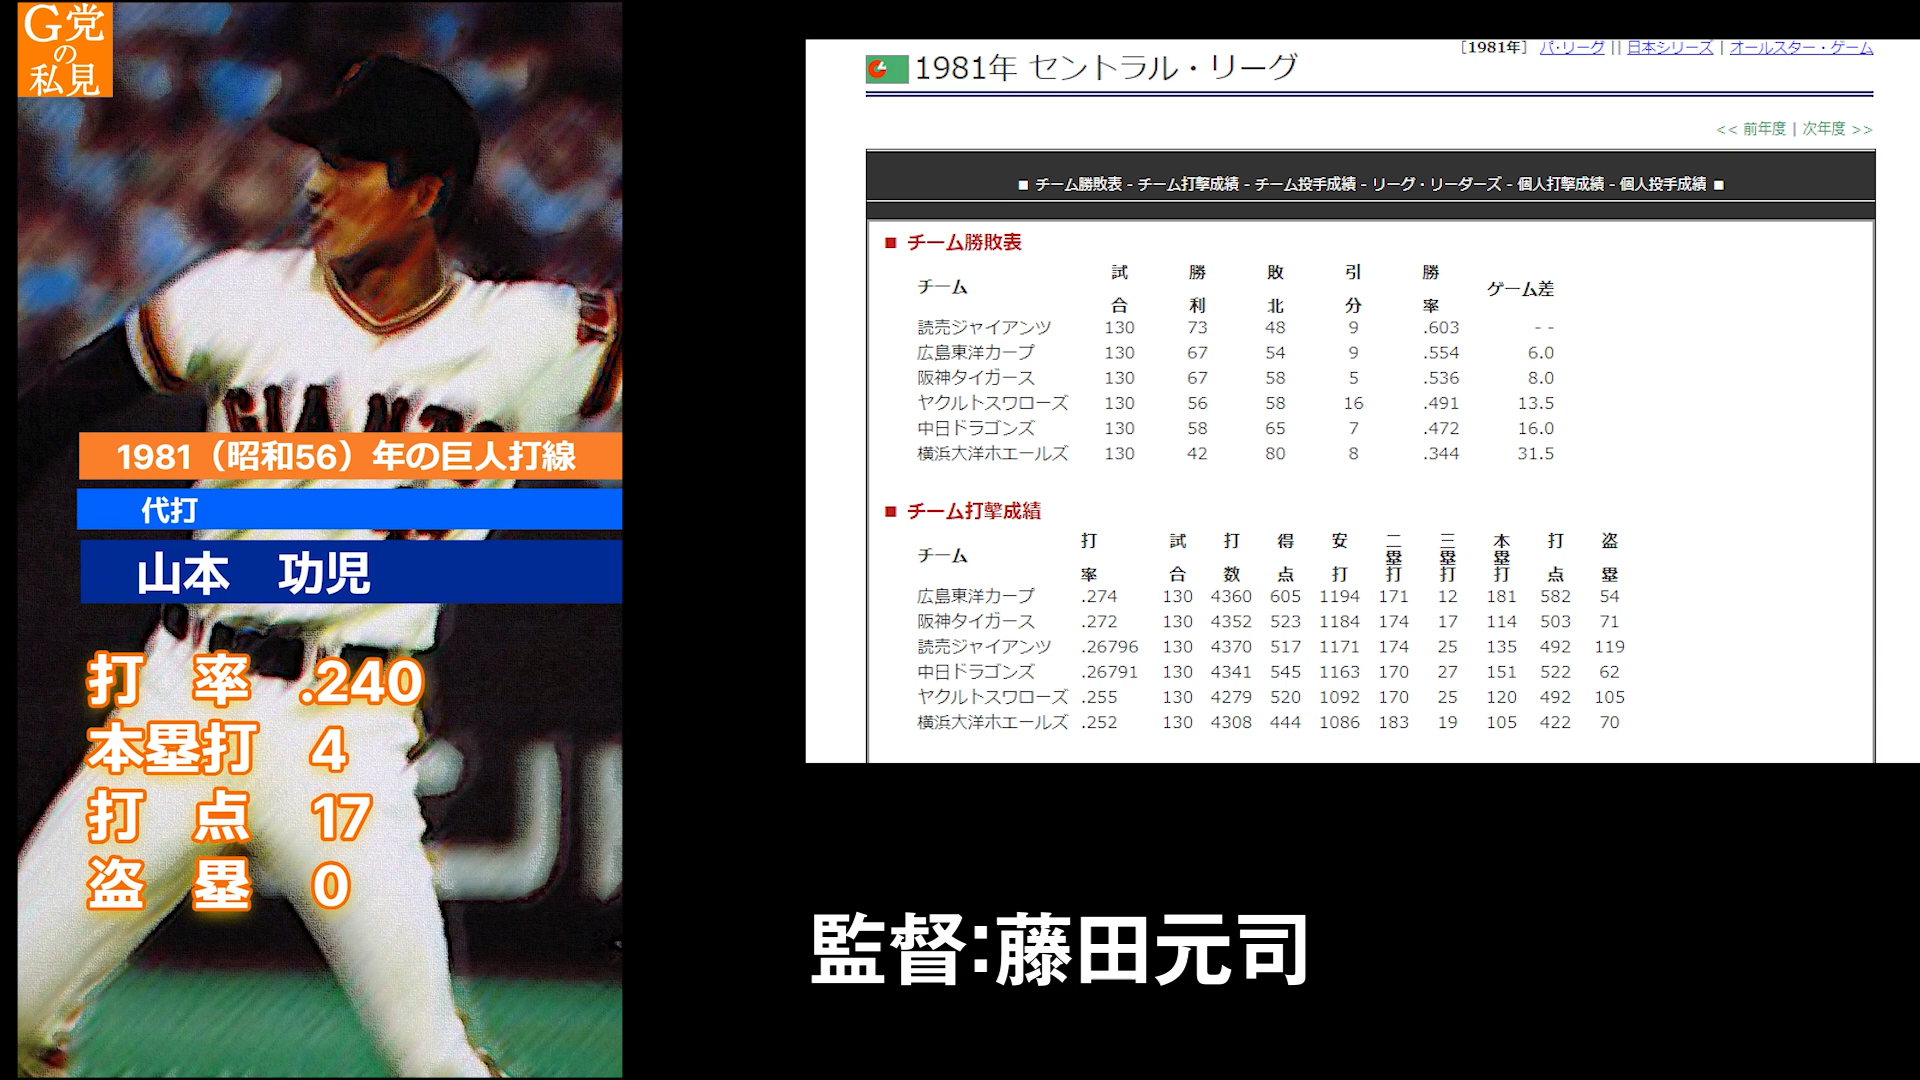 G党
の
私見
GIANTS
1981（昭和56）年の巨人打線
代打
山本　功児
打　率　.240
本塁打　4
打　点　17
盗　塁　0
［1981年］ パ・リーグ || 日本シリーズ | オールスター・ゲーム
1981年 セントラル・リーグ
<< 前年度 | 次年度 >>
■ チーム勝敗表 - チーム打撃成績 - チーム投手成績 - リーグ・リーダーズ - 個人打撃成績 - 個人投手成績 ■
■ チーム勝敗表
チーム 試合 勝利 敗北 引分 勝率 ゲーム差
読売ジャイアンツ 130 73 48 9 .603 - -
広島東洋カープ 130 67 54 9 .554 6.0
阪神タイガース 130 67 58 5 .536 8.0
ヤクルトスワローズ 130 56 58 16 .491 13.5
中日ドラゴンズ 130 58 65 7 .472 16.0
横浜大洋ホエールズ 130 42 80 8 .344 31.5
■ チーム打撃成績
チーム 打率 試合 打数 得点 安打 二塁打 三塁打 本塁打 打点 盗塁
広島東洋カープ .274 130 4360 605 1194 171 12 181 582 54
阪神タイガース .272 130 4352 523 1184 174 17 114 503 71
読売ジャイアンツ .26796 130 4370 517 1171 174 25 135 492 119
中日ドラゴンズ .26791 130 4341 545 1163 170 27 151 522 62
ヤクルトスワローズ .255 130 4279 520 1092 170 25 120 492 105
横浜大洋ホエールズ .252 130 4308 444 1086 183 19 105 422 70
監督:藤田元司